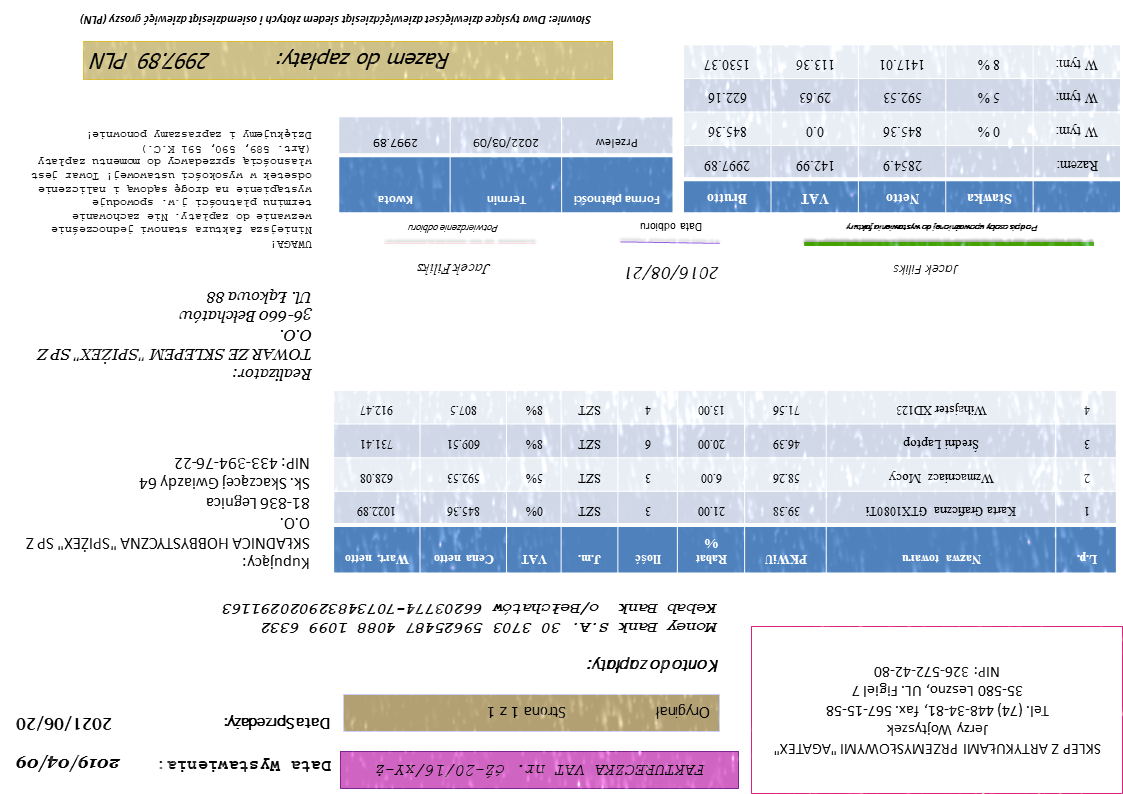 SKLEP Z ARTYKUŁAMI PRZEMYSŁOWYMI "AGATEX"
Jerzy Wojtyszek
Tel. (74) 448-34-81, fax. 567-15-58
35-580 Leszno, UL. Figiel 7
NIP: 326-572-42-80
FAKTURECZKA VAT nr. ĆŻ-20/16/XY-Ż
Data Wystawienia: 2019/04/09
Oryginał Strona 1 z 1
Data Sprzedaży: 2021/06/20
Konto do zapłaty:
Money Bank S.A. 30 3703 59625487 4088 1099 6332
Kebab Bank o/Bełchatów 66203774-7073483290202911163
L.p. Nazwa towaru PKWiU Rabat % Ilość J.m. VAT Cena netto Wart. netto
1 Karta Graficzna GTX1080Ti 39.38 21.00 3 SZT 0% 845.36 1022.89
2 Wzmacniacz Mocy 58.26 6.00 3 SZT 5% 592.53 628.08
3 Średni Laptop 46.39 20.00 6 SZT 8% 609.51 731.41
4 Wihajster XD123 71.56 13.00 4 SZT 8% 807.5 912.47
Kupujący:
SKŁADNICA HOBBYSTYCZNA "SPIŻEX" SP Z
O.O.
81-836 Legnica
Sk. Skaczącej Gwiazdy 64
NIP: 433-394-76-22
Realizator:
TOWAR ZE SKLEPEM "SPIŻEX" SP Z
O.O.
36-660 Bełchatów
Ul. Łąkowa 88
Jacek Filiks
Podpis osoby upoważnionej do wystawienia faktury
2016/08/21
Data odbioru
Jacek Filiks
Potwierdzenie odbioru
Stawka Netto VAT Brutto
Razem: 2854.9 142.99 2997.89
W tym: 0 % 845.36 0.0 845.36
W tym: 5 % 592.53 29.63 622.16
W tym: 8 % 1417.01 113.36 1530.37
Forma płatności Termin Kwota
Przelew 2022/03/09 2997.89
UWAGA!
Niniejsza faktura stanowi jednocześnie
wezwanie do zapłaty. Nie zachowanie
terminu płatności j.w. spowoduje
wystąpienie na drogę sądową i naliczenie
odsetek w wysokości ustawowej! Towar jest
własnością sprzedawcy do momentu zapłaty
(Art. 589, 590, 591 K.C.)
Dziękujemy i zapraszamy ponownie!
Razem do zapłaty: 2997.89 PLN
Słownie: Dwa tysiące dziewięćset dziewięćdziesiąt siedem złotych i osiemdziesiąt dziewięć groszy (PLN)